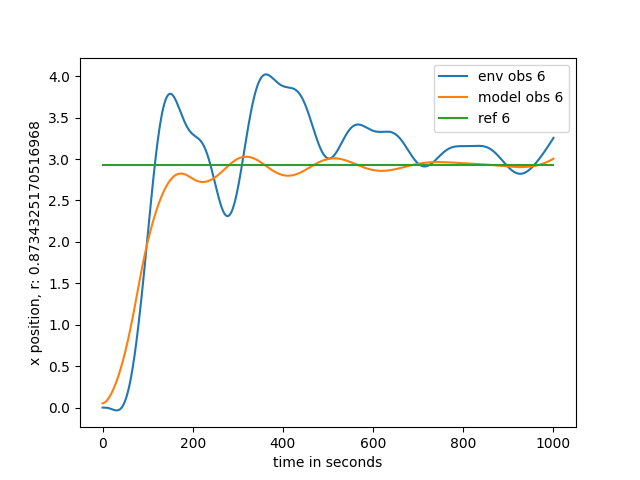 env obs 6
model obs 6
ref 6
4.0
3.5
3.0
2.5
2.0
1.5
1.0
0.5
0.0
x position, r: 0.8734325170516968
0 200 400 600 800 1000
time in seconds